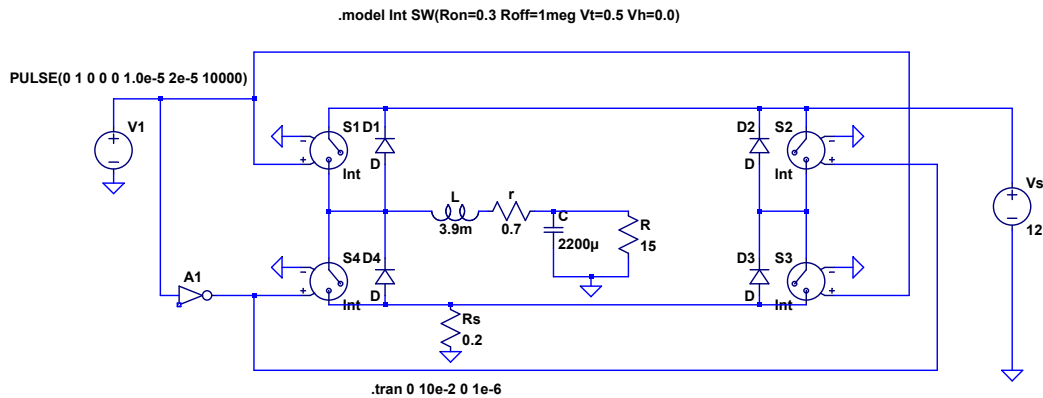 .model Int SW(Ron=0.3 Roff=1meg Vt=0.5 Vh=0.0)
PULSE(0 1 0 0 0 1.0e-5 2e-5 10000)
V1
S1
D1
D
Int
D2
S2
D
Int
Vs
12
L
3.9m
r
0.7
C
2200µ
R
15
A1
S4
D4
D
Int
D3
S3
D
Int
Rs
0.2
.tran 0 10e-2 0 1e-6